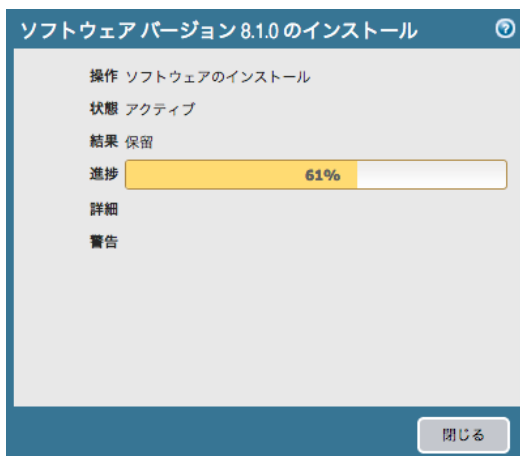 ソフトウェア バージョン 8.1.0 のインストール
操作 ソフトウェアのインストール
状態 アクティブ
結果 保留
進捗 61%
詳細
警告
閉じる